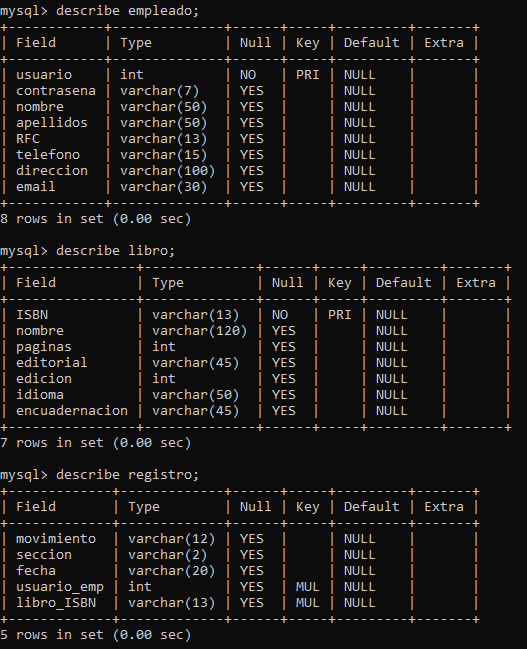 mysql> describe empleado;
+------------+--------------+------+-----+---------+-------+
| Field      | Type         | Null | Key | Default | Extra |
+------------+--------------+------+-----+---------+-------+
| usuario    | int          | NO   | PRI | NULL    |       |
| contrasena | varchar(7)   | YES  |     | NULL    |       |
| nombre     | varchar(50)  | YES  |     | NULL    |       |
| apellidos  | varchar(50)  | YES  |     | NULL    |       |
| RFC        | varchar(13)  | YES  |     | NULL    |       |
| telefono   | varchar(15)  | YES  |     | NULL    |       |
| direccion  | varchar(100) | YES  |     | NULL    |       |
| email      | varchar(30)  | YES  |     | NULL    |       |
+------------+--------------+------+-----+---------+-------+
8 rows in set (0.00 sec)

mysql> describe libro;
+----------------+--------------+------+-----+---------+-------+
| Field          | Type         | Null | Key | Default | Extra |
+----------------+--------------+------+-----+---------+-------+
| ISBN           | varchar(13)  | NO   | PRI | NULL    |       |
| nombre         | varchar(120) | YES  |     | NULL    |       |
| paginas        | int          | YES  |     | NULL    |       |
| editorial      | varchar(45)  | YES  |     | NULL    |       |
| edicion        | int          | YES  |     | NULL    |       |
| idioma         | varchar(50)  | YES  |     | NULL    |       |
| encuadernacion | varchar(45)  | YES  |     | NULL    |       |
+----------------+--------------+------+-----+---------+-------+
7 rows in set (0.00 sec)

mysql> describe registro;
+-------------+-------------+------+-----+---------+-------+
| Field       | Type        | Null | Key | Default | Extra |
+-------------+-------------+------+-----+---------+-------+
| movimiento  | varchar(12) | YES  |     | NULL    |       |
| seccion     | varchar(2)  | YES  |     | NULL    |       |
| fecha       | varchar(20) | YES  |     | NULL    |       |
| usuario_emp | int         | YES  | MUL | NULL    |       |
| libro_ISBN  | varchar(13) | YES  | MUL | NULL    |       |
+-------------+-------------+------+-----+---------+-------+
5 rows in set (0.00 sec)